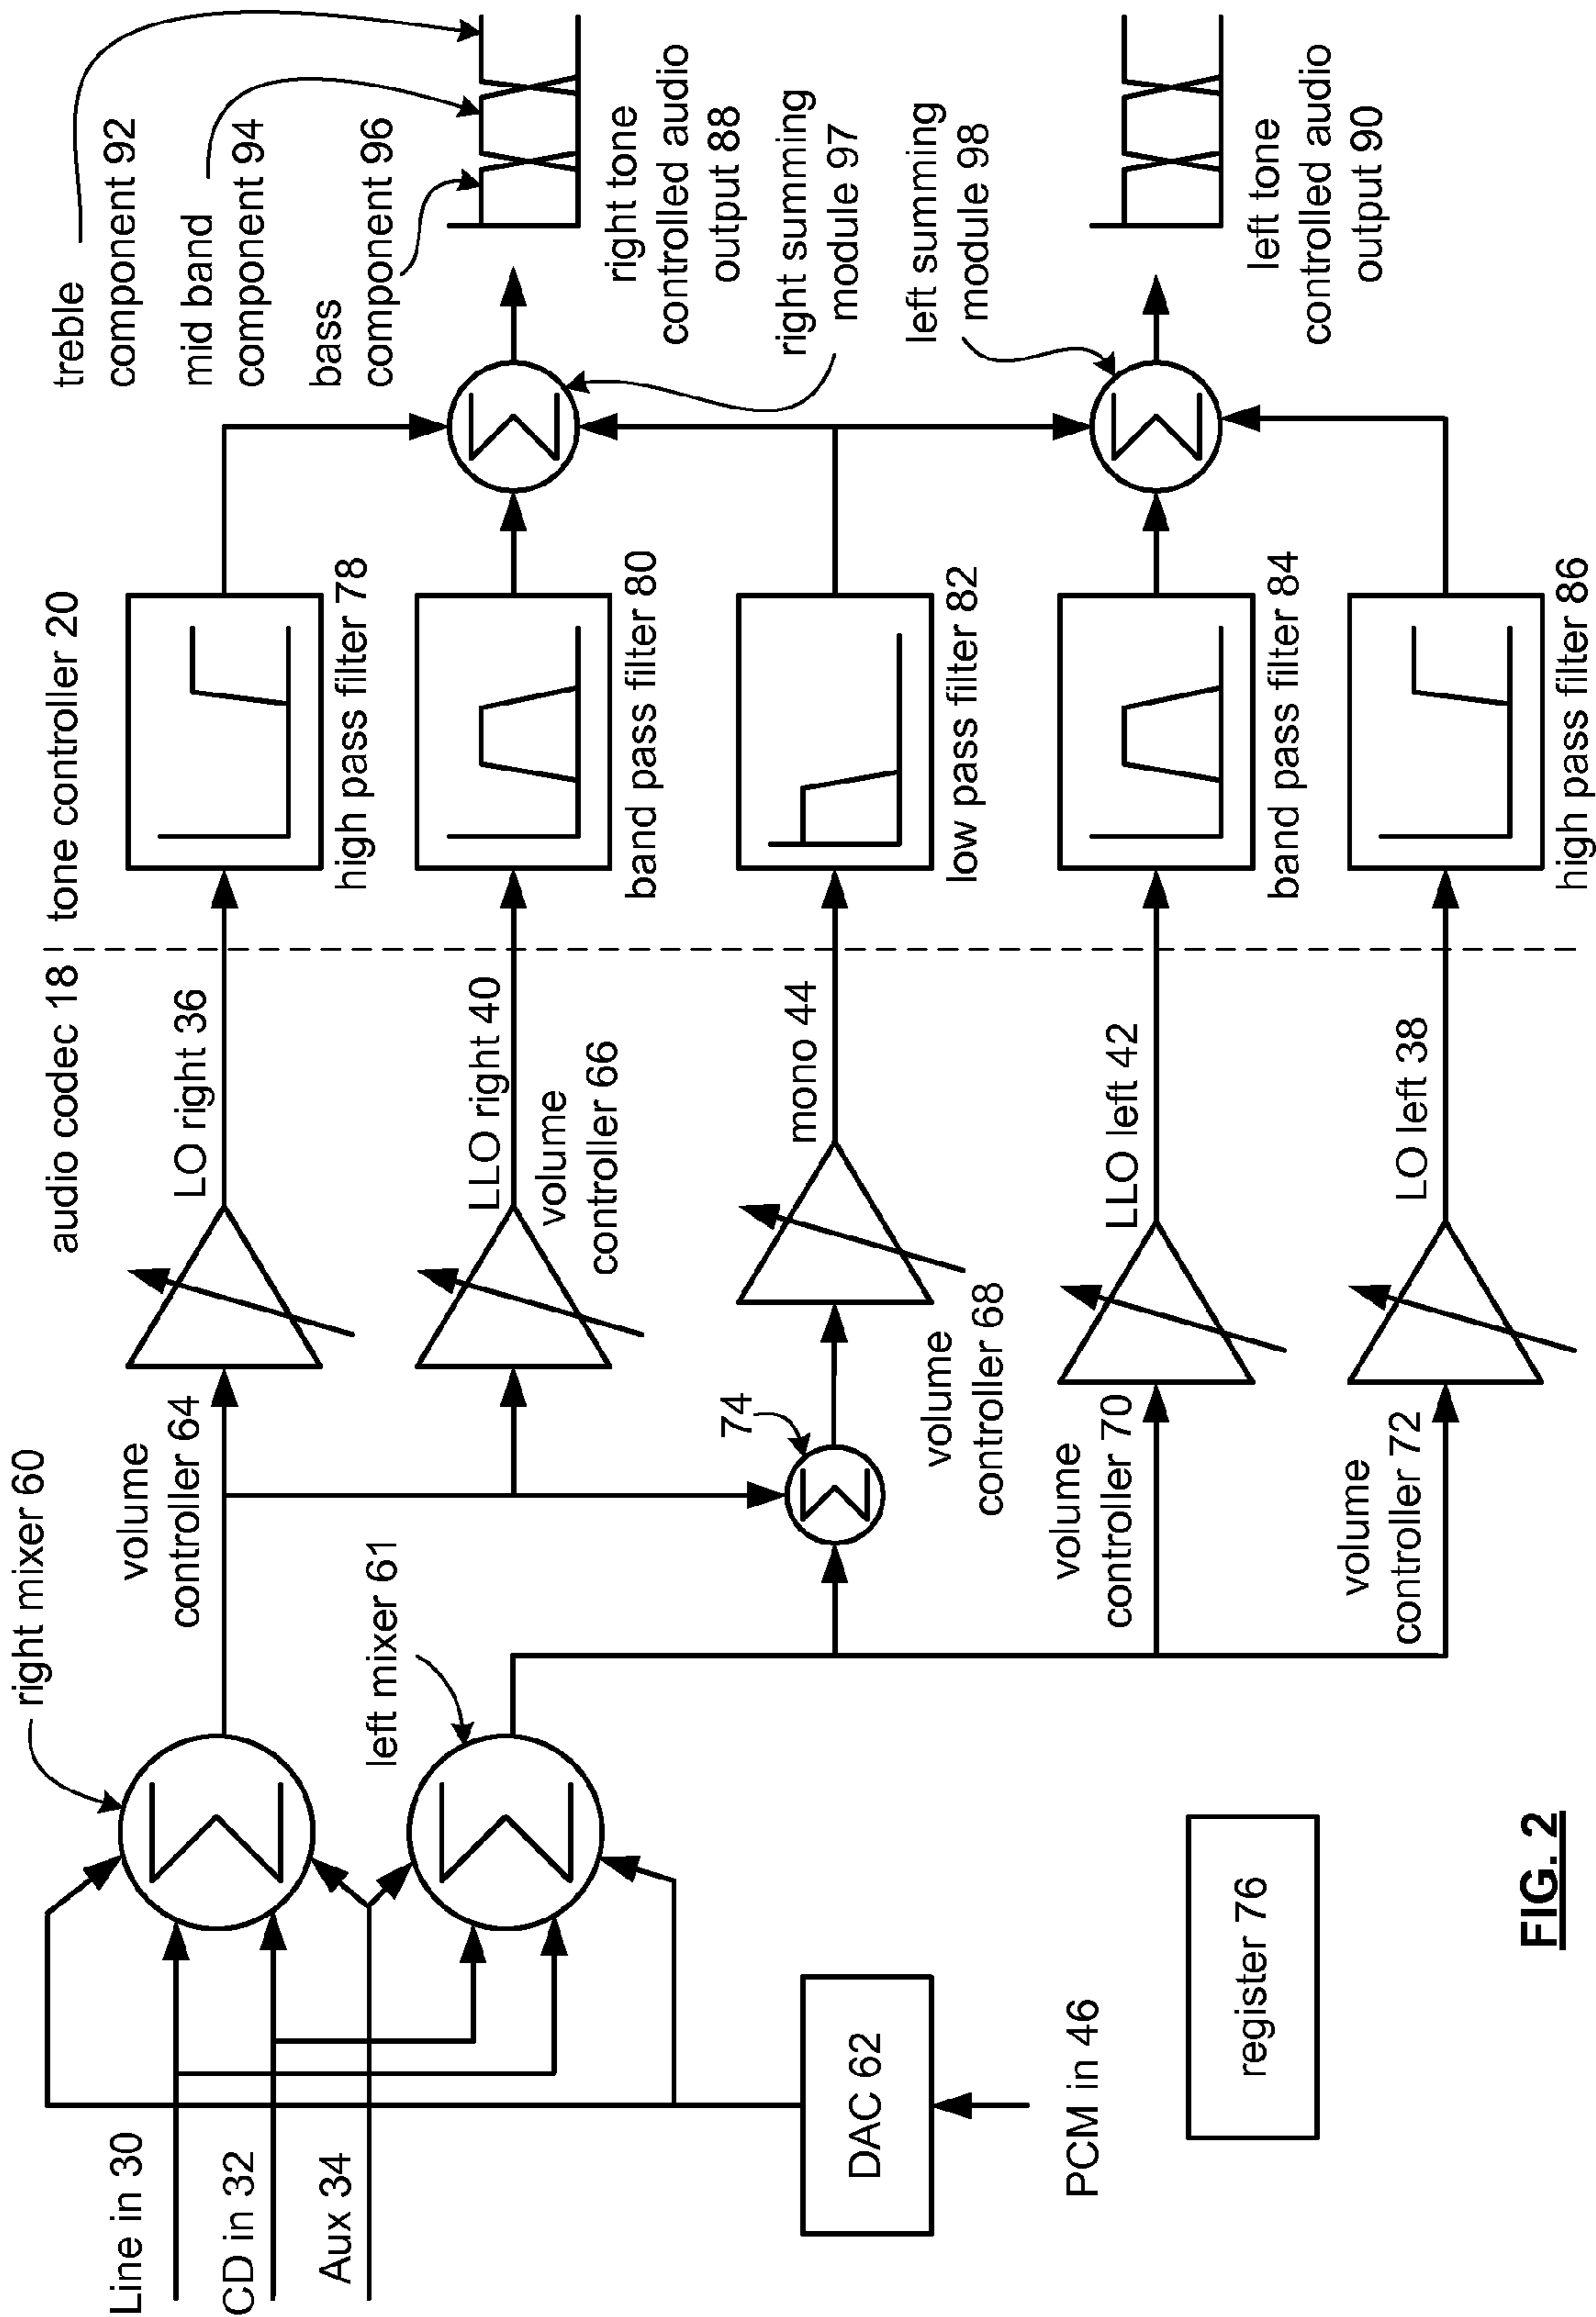 audio codec 18
tone controller 20
right mixer 60
left mixer 61
Line in 30
CD in 32
Aux 34
DAC 62
PCM in 46
register 76
volume
controller 64
LO right 36
LLO right 40
volume
controller 66
74
mono 44
volume
controller 68
LLO left 42
volume
controller 70
LO left 38
volume
controller 72
high pass filter 78
band pass filter 80
low pass filter 82
band pass filter 84
high pass filter 86
treble
component 92
mid band
component 94
bass
component 96
right tone
controlled audio
output 88
right summing
module 97
left summing
module 98
left tone
controlled audio
output 90
FIG. 2